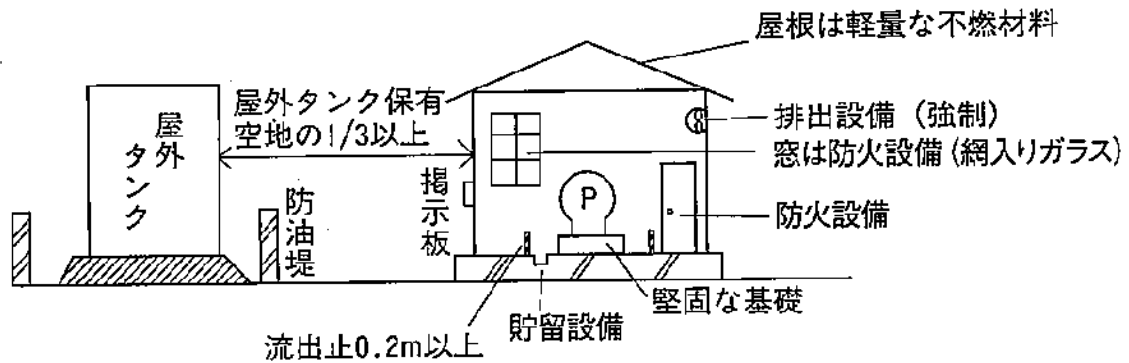 屋根は軽量な不燃材料
屋外タンク保有
空地の1/3以上
屋外
タンク
排出設備（強制）
窓は防火設備（網入りガラス）
掲示板
P
防火設備
防油堤
堅固な基礎
貯留設備
流出止0.2m以上